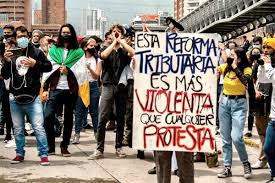 ESTA REFORMA
TRIBUTARIA
ES MÁS
VIOLENTA
QUE CUALQUIER
PROTESTA